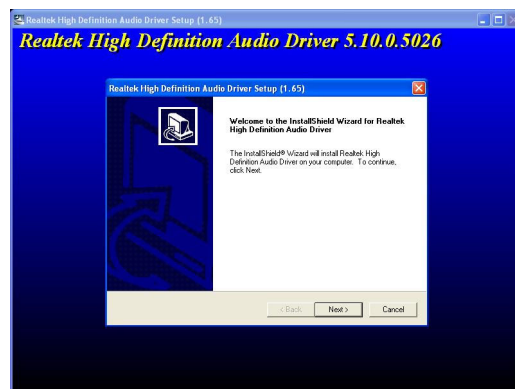 Realtek High Definition Audio Driver Setup (1.65)
Realtek High Definition Audio Driver 5.10.0.5026
Realtek High Definition Audio Driver Setup (1.65)
Welcome to the InstallShield Wizard for Realtek
High Definition Audio Driver
The InstallShield® Wizard will install Realtek High
Definition Audio Driver on your computer. To continue,
click Next.
< Back
Next >
Cancel